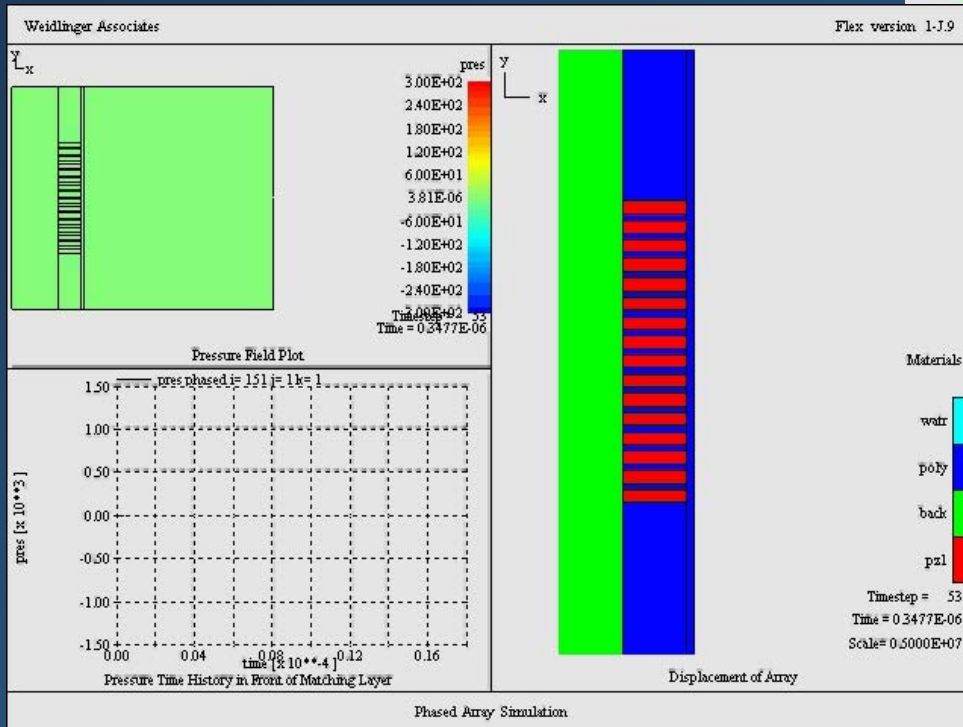 Weidlinger Associates
Flex version 1-J.9
Y
x
pres
3.00E+02
2.40E+02
1.80E+02
1.20E+02
6.00E+01
3.81E-06
-6.00E+01
-1.20E+02
-1.80E+02
-2.40E+02
-3.00E+02
Timestep = 53
Time = 0.3477E-06
Pressure Field Plot
pres phased i= 151 j= 1 k= 1
1.50
1.00
0.50
0.00
-0.50
-1.00
-1.50
pres [x 10**3 ]
0.00 0.04 0.08 0.12 0.16
time [x 10**-4 ]
Pressure Time History in Front of Matching Layer
y
x
Materials
watr
poly
back
pz1
Timestep = 53
Time = 0.3477E-06
Scale= 0.5000E+07
Displacement of Array
Phased Array Simulation